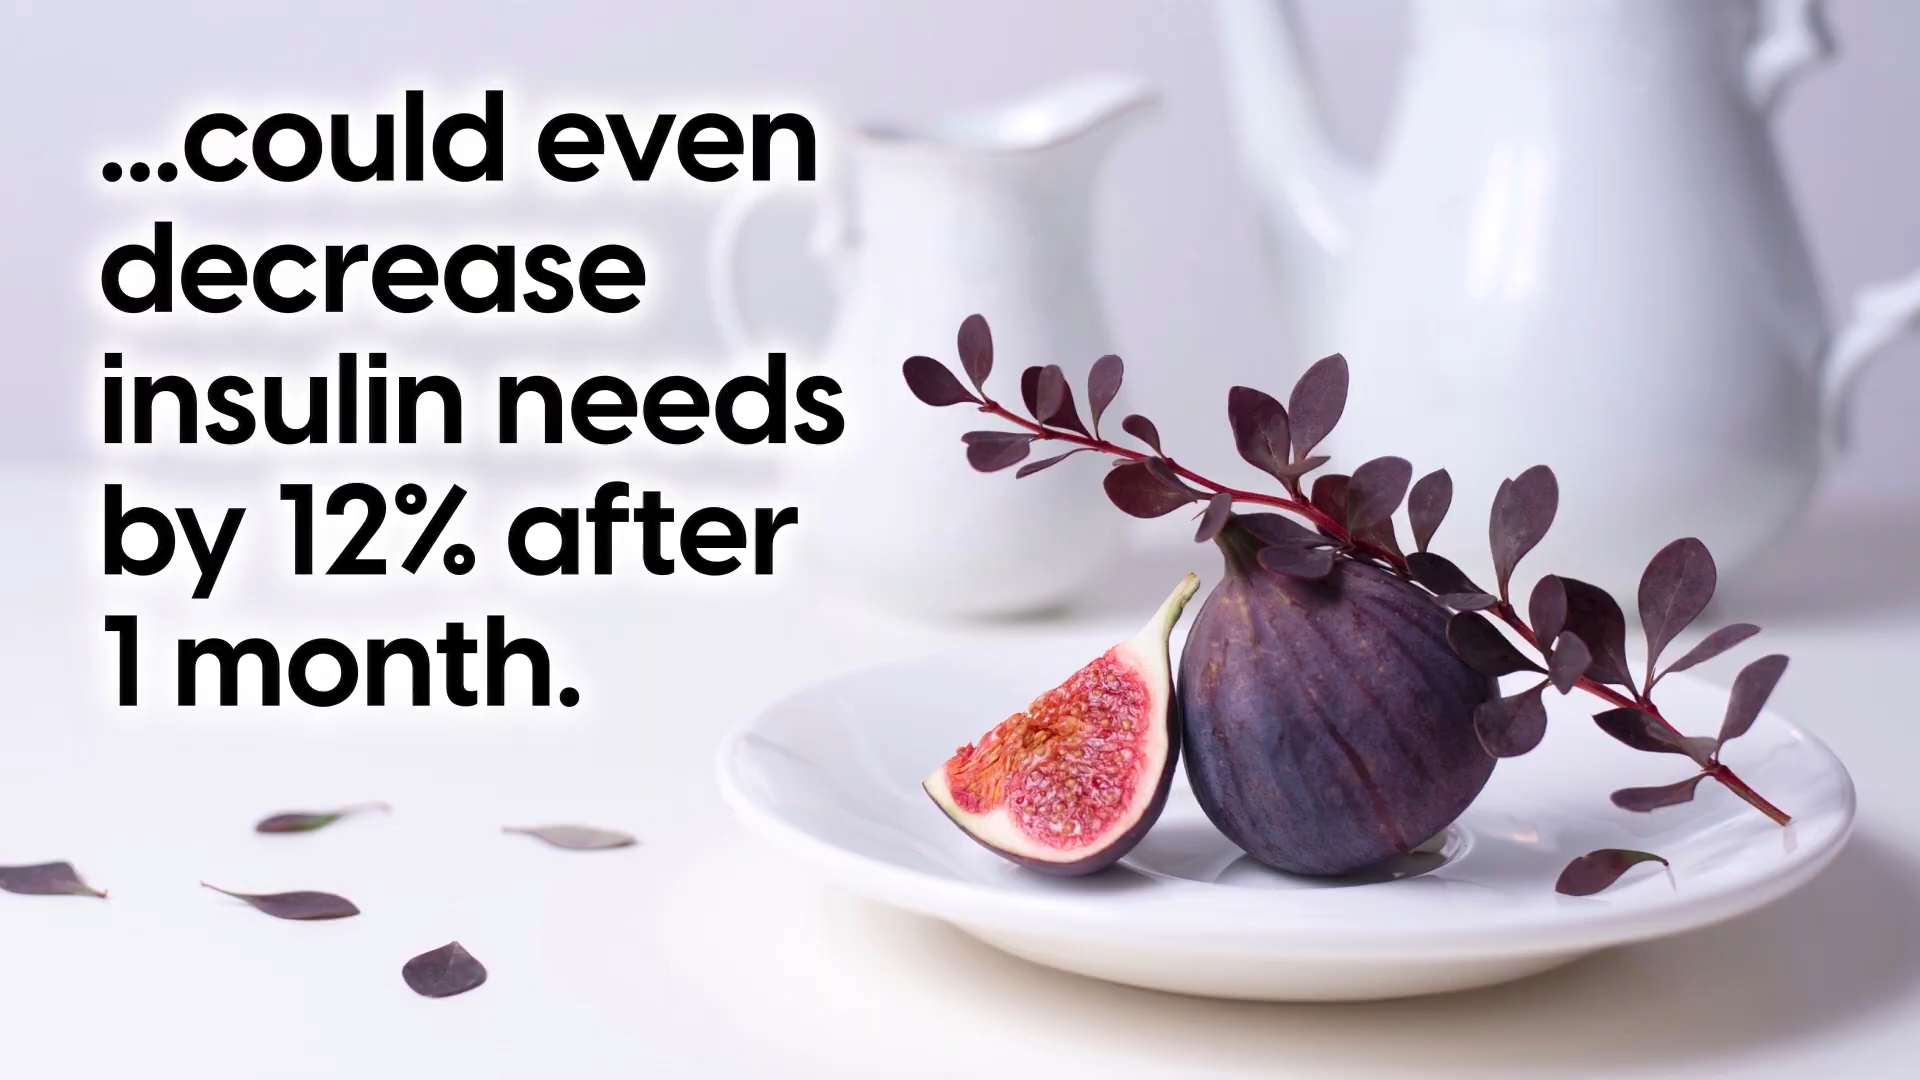 ...could even
decrease
insulin needs
by 12% after
1 month.